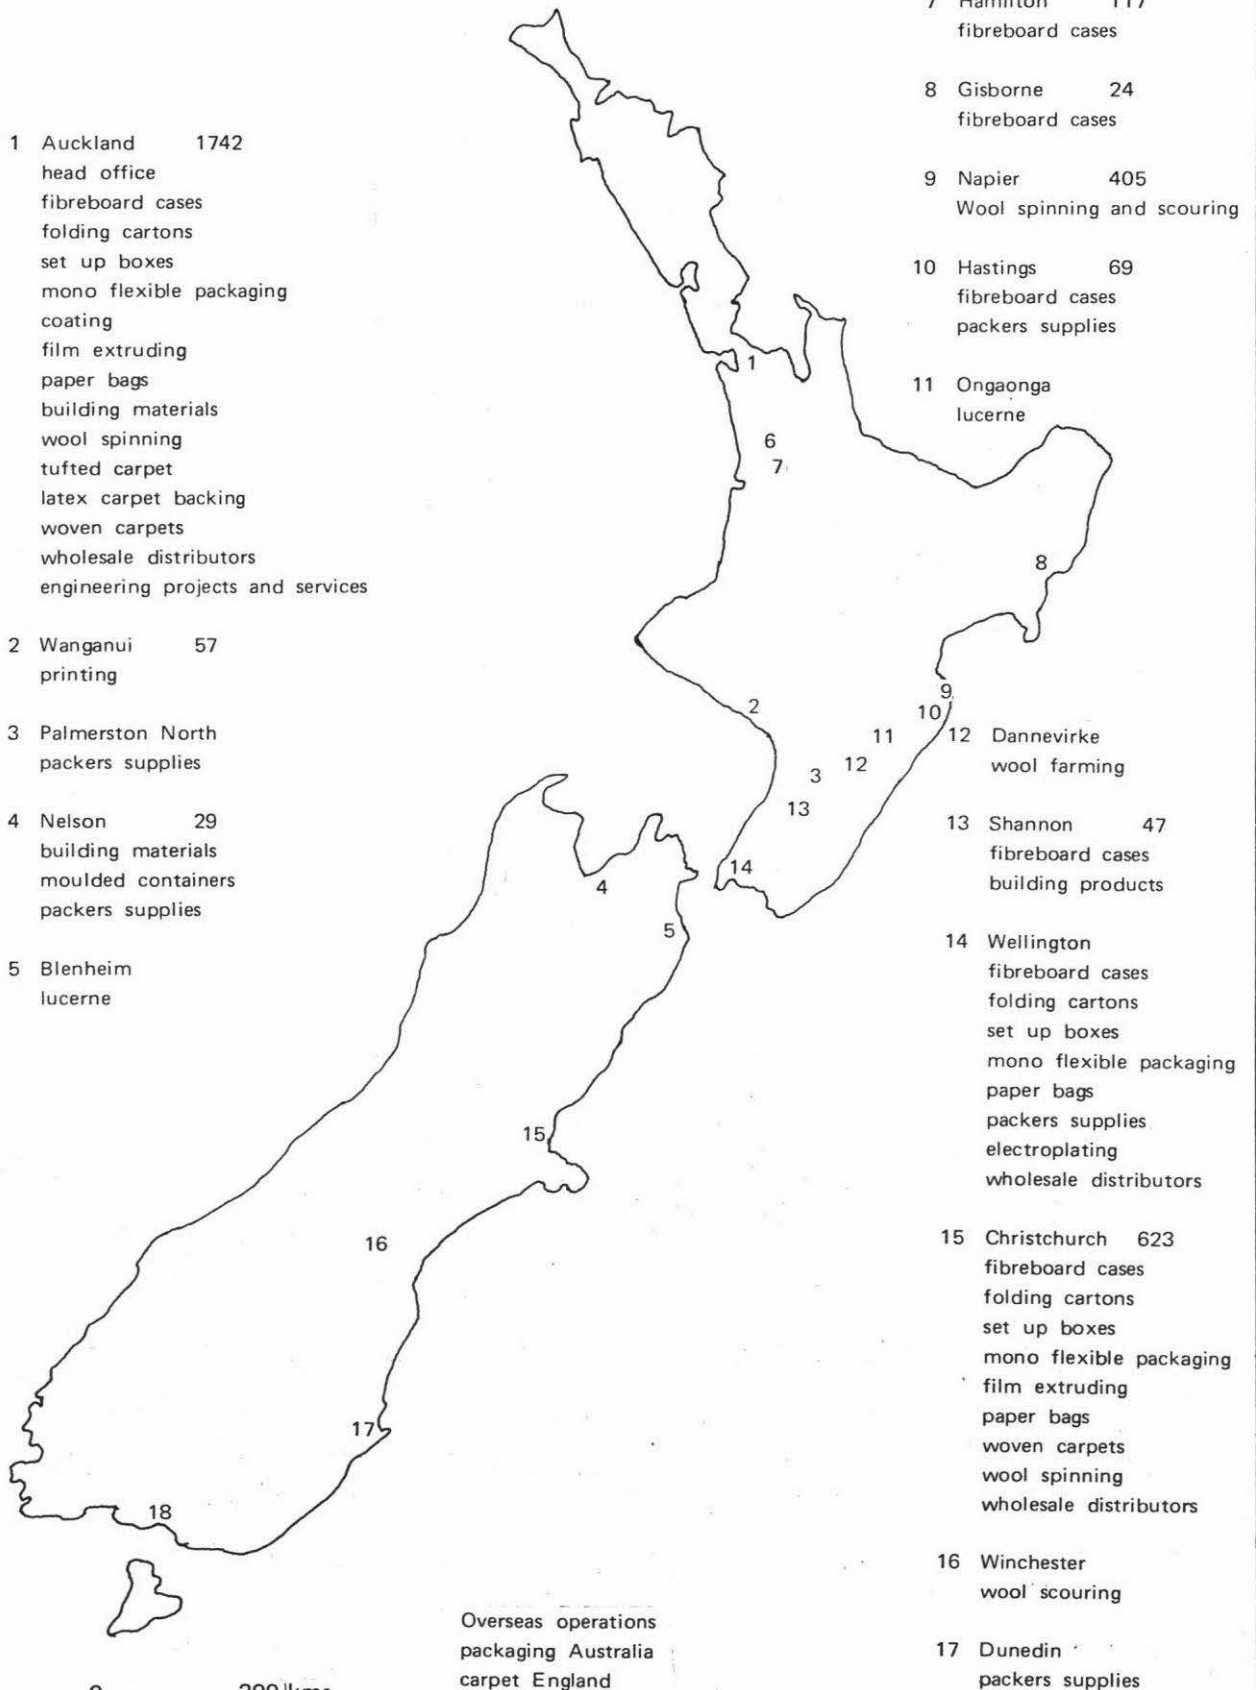 1 Auckland 1742
head office
fibreboard cases
folding cartons
set up boxes
mono flexible packaging
coating
film extruding
paper bags
building materials
wool spinning
tufted carpet
latex carpet backing
woven carpets
wholesale distributors
engineering projects and services
2 Wanganui 57
printing
3 Palmerston North
packers supplies
4 Nelson 29
building materials
moulded containers
packers supplies
5 Blenheim
lucerne
7 Hamilton 117
fibreboard cases
8 Gisborne 24
fibreboard cases
9 Napier 405
Wool spinning and scouring
10 Hastings 69
fibreboard cases
packers supplies
11 Ongaonga
lucerne
12 Dannevirke
wool farming
13 Shannon 47
fibreboard cases
building products
14 Wellington
fibreboard cases
folding cartons
set up boxes
mono flexible packaging
paper bags
packers supplies
electroplating
wholesale distributors
15 Christchurch 623
fibreboard cases
folding cartons
set up boxes
mono flexible packaging
film extruding
paper bags
woven carpets
wool spinning
wholesale distributors
16 Winchester
wool scouring
17 Dunedin
packers supplies
1
6
7
8
9
10
2
11
12
3
13
14
4
5
15
16
17
18
Overseas operations
packaging Australia
carpet England
0 200 kms